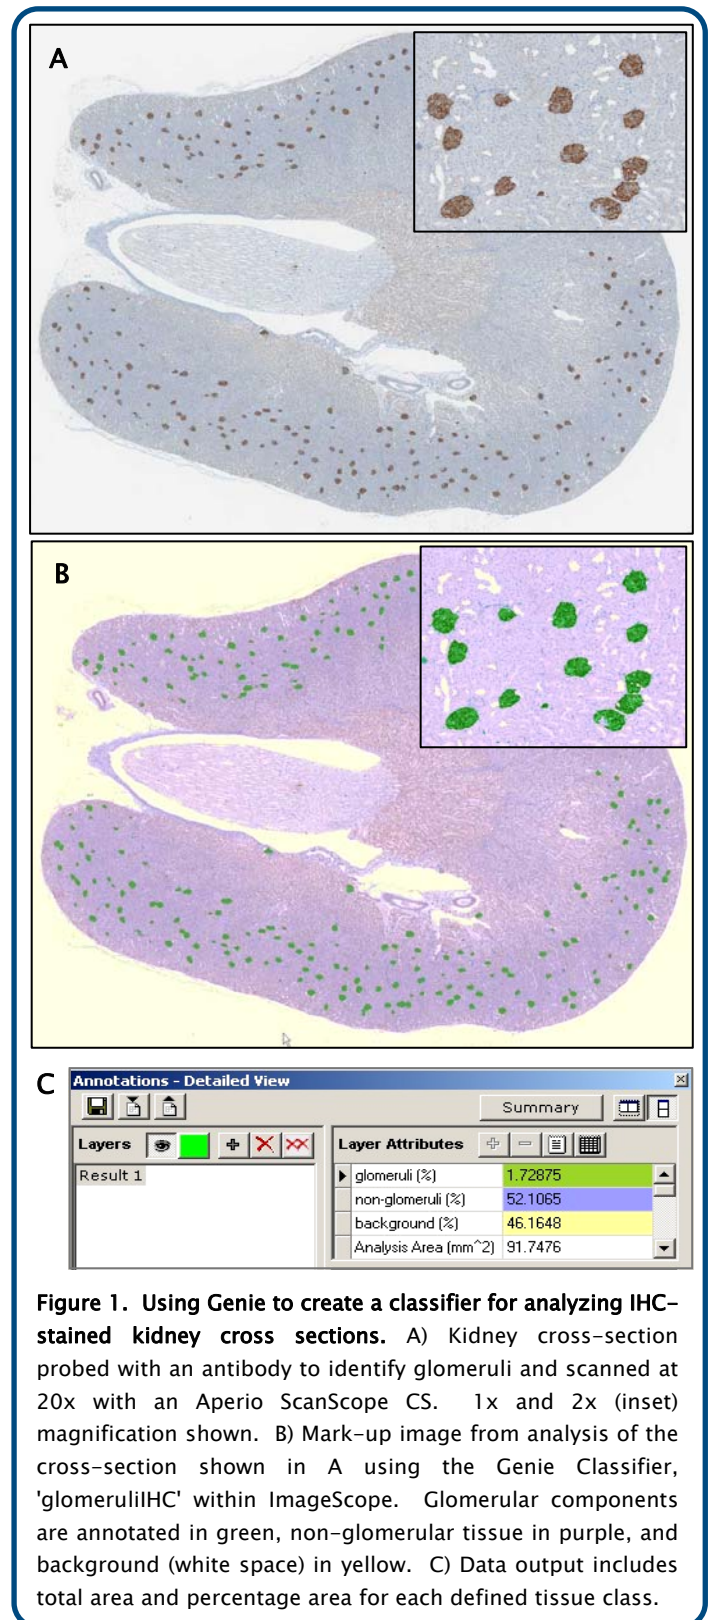 A
B
C
Annotations - Detailed View
Summary
Layers
Layer Attributes
Result 1
glomeruli (%) 1.72875
non-glomeruli (%) 52.1065
background (%) 46.1648
Analysis Area (mm^2) 91.7476
Figure 1. Using Genie to create a classifier for analyzing IHC-
stained kidney cross sections. A) Kidney cross-section
probed with an antibody to identify glomeruli and scanned at
20x with an Aperio ScanScope CS. 1x and 2x (inset)
magnification shown. B) Mark-up image from analysis of the
cross-section shown in A using the Genie Classifier,
'glomeruliIHC' within ImageScope. Glomerular components
are annotated in green, non-glomerular tissue in purple, and
background (white space) in yellow. C) Data output includes
total area and percentage area for each defined tissue class.